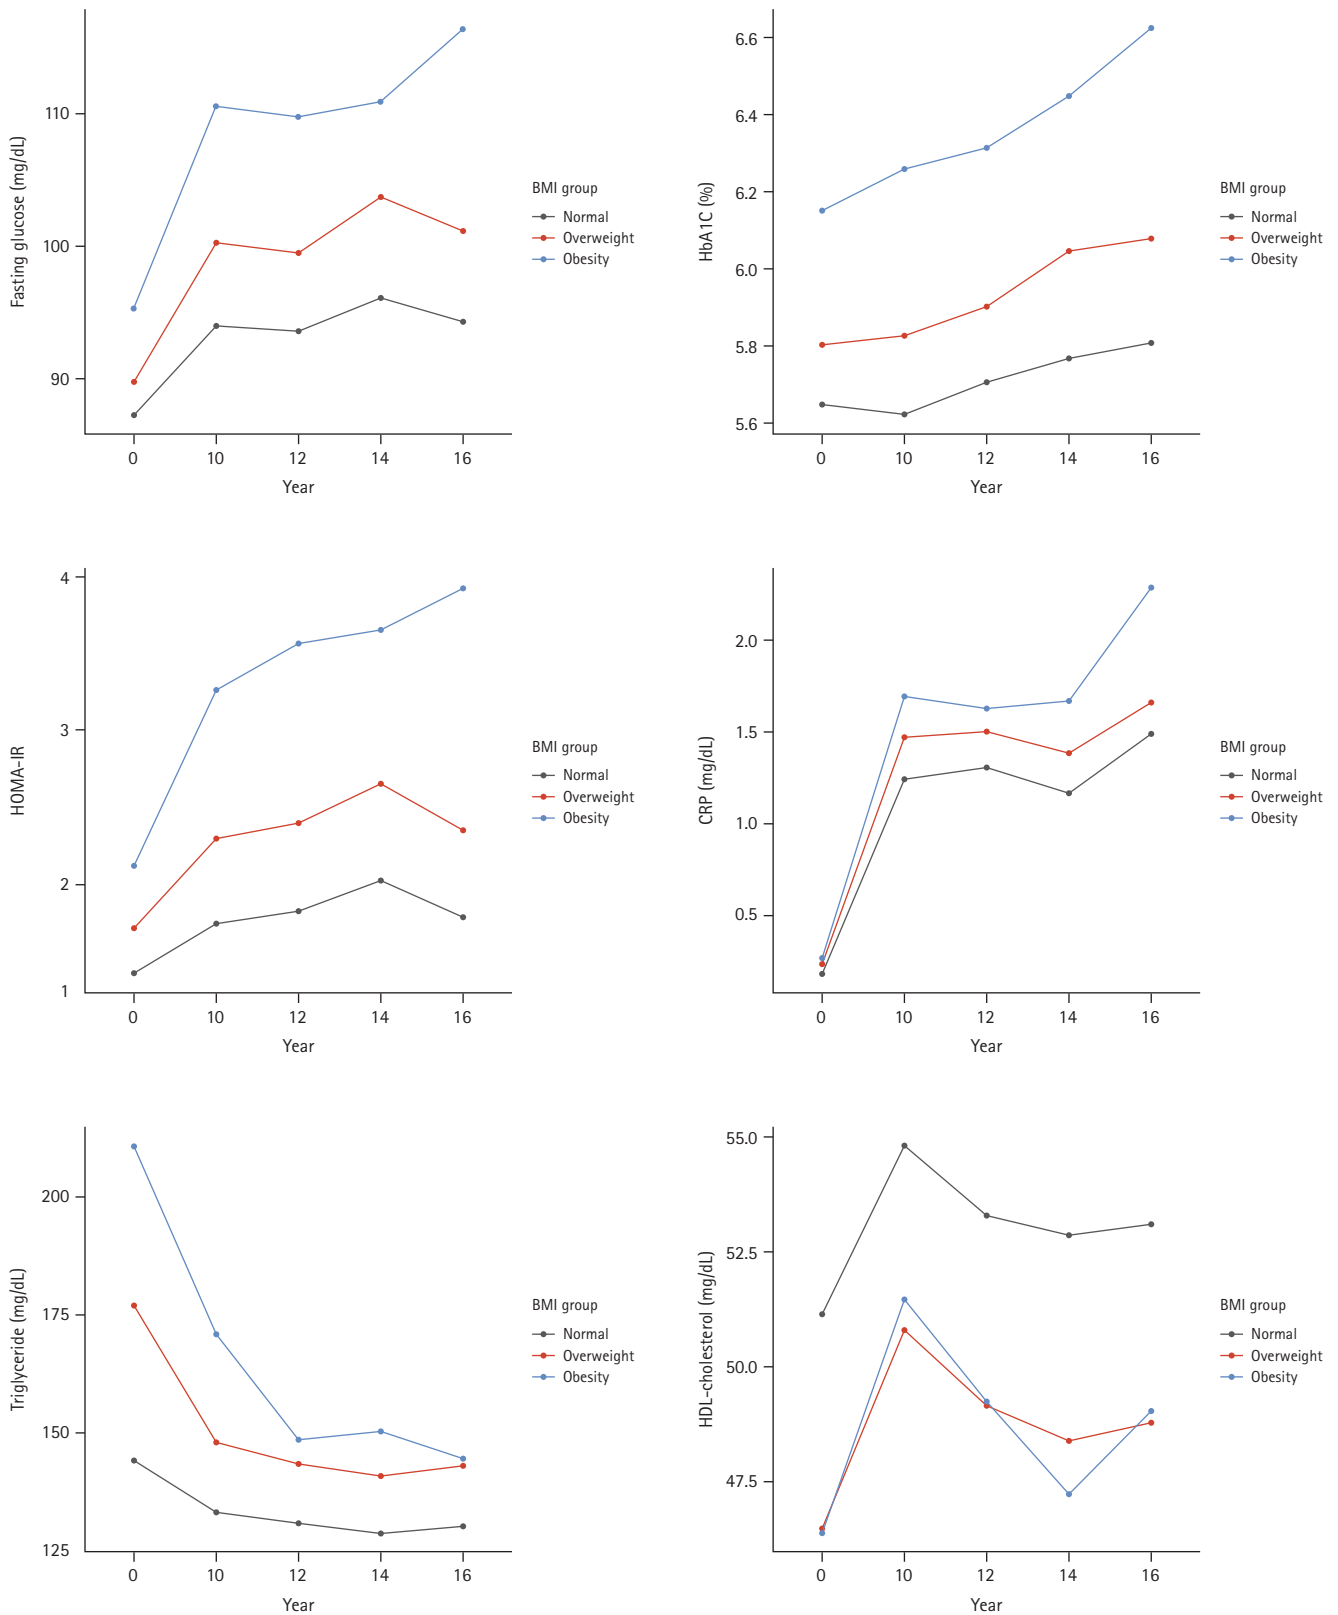 Fasting glucose (mg/dL)
110
100
90
0 10 12 14 16
Year
BMI group
Normal
Overweight
Obesity
HbA1C (%)
6.6
6.4
6.2
6.0
5.8
5.6
0 10 12 14 16
Year
BMI group
Normal
Overweight
Obesity
HOMA-IR
4
3
2
1
0 10 12 14 16
Year
BMI group
Normal
Overweight
Obesity
CRP (mg/dL)
2.0
1.5
1.0
0.5
0 10 12 14 16
Year
BMI group
Normal
Overweight
Obesity
Triglyceride (mg/dL)
200
175
150
125
0 10 12 14 16
Year
BMI group
Normal
Overweight
Obesity
HDL-cholesterol (mg/dL)
55.0
52.5
50.0
47.5
0 10 12 14 16
Year
BMI group
Normal
Overweight
Obesity